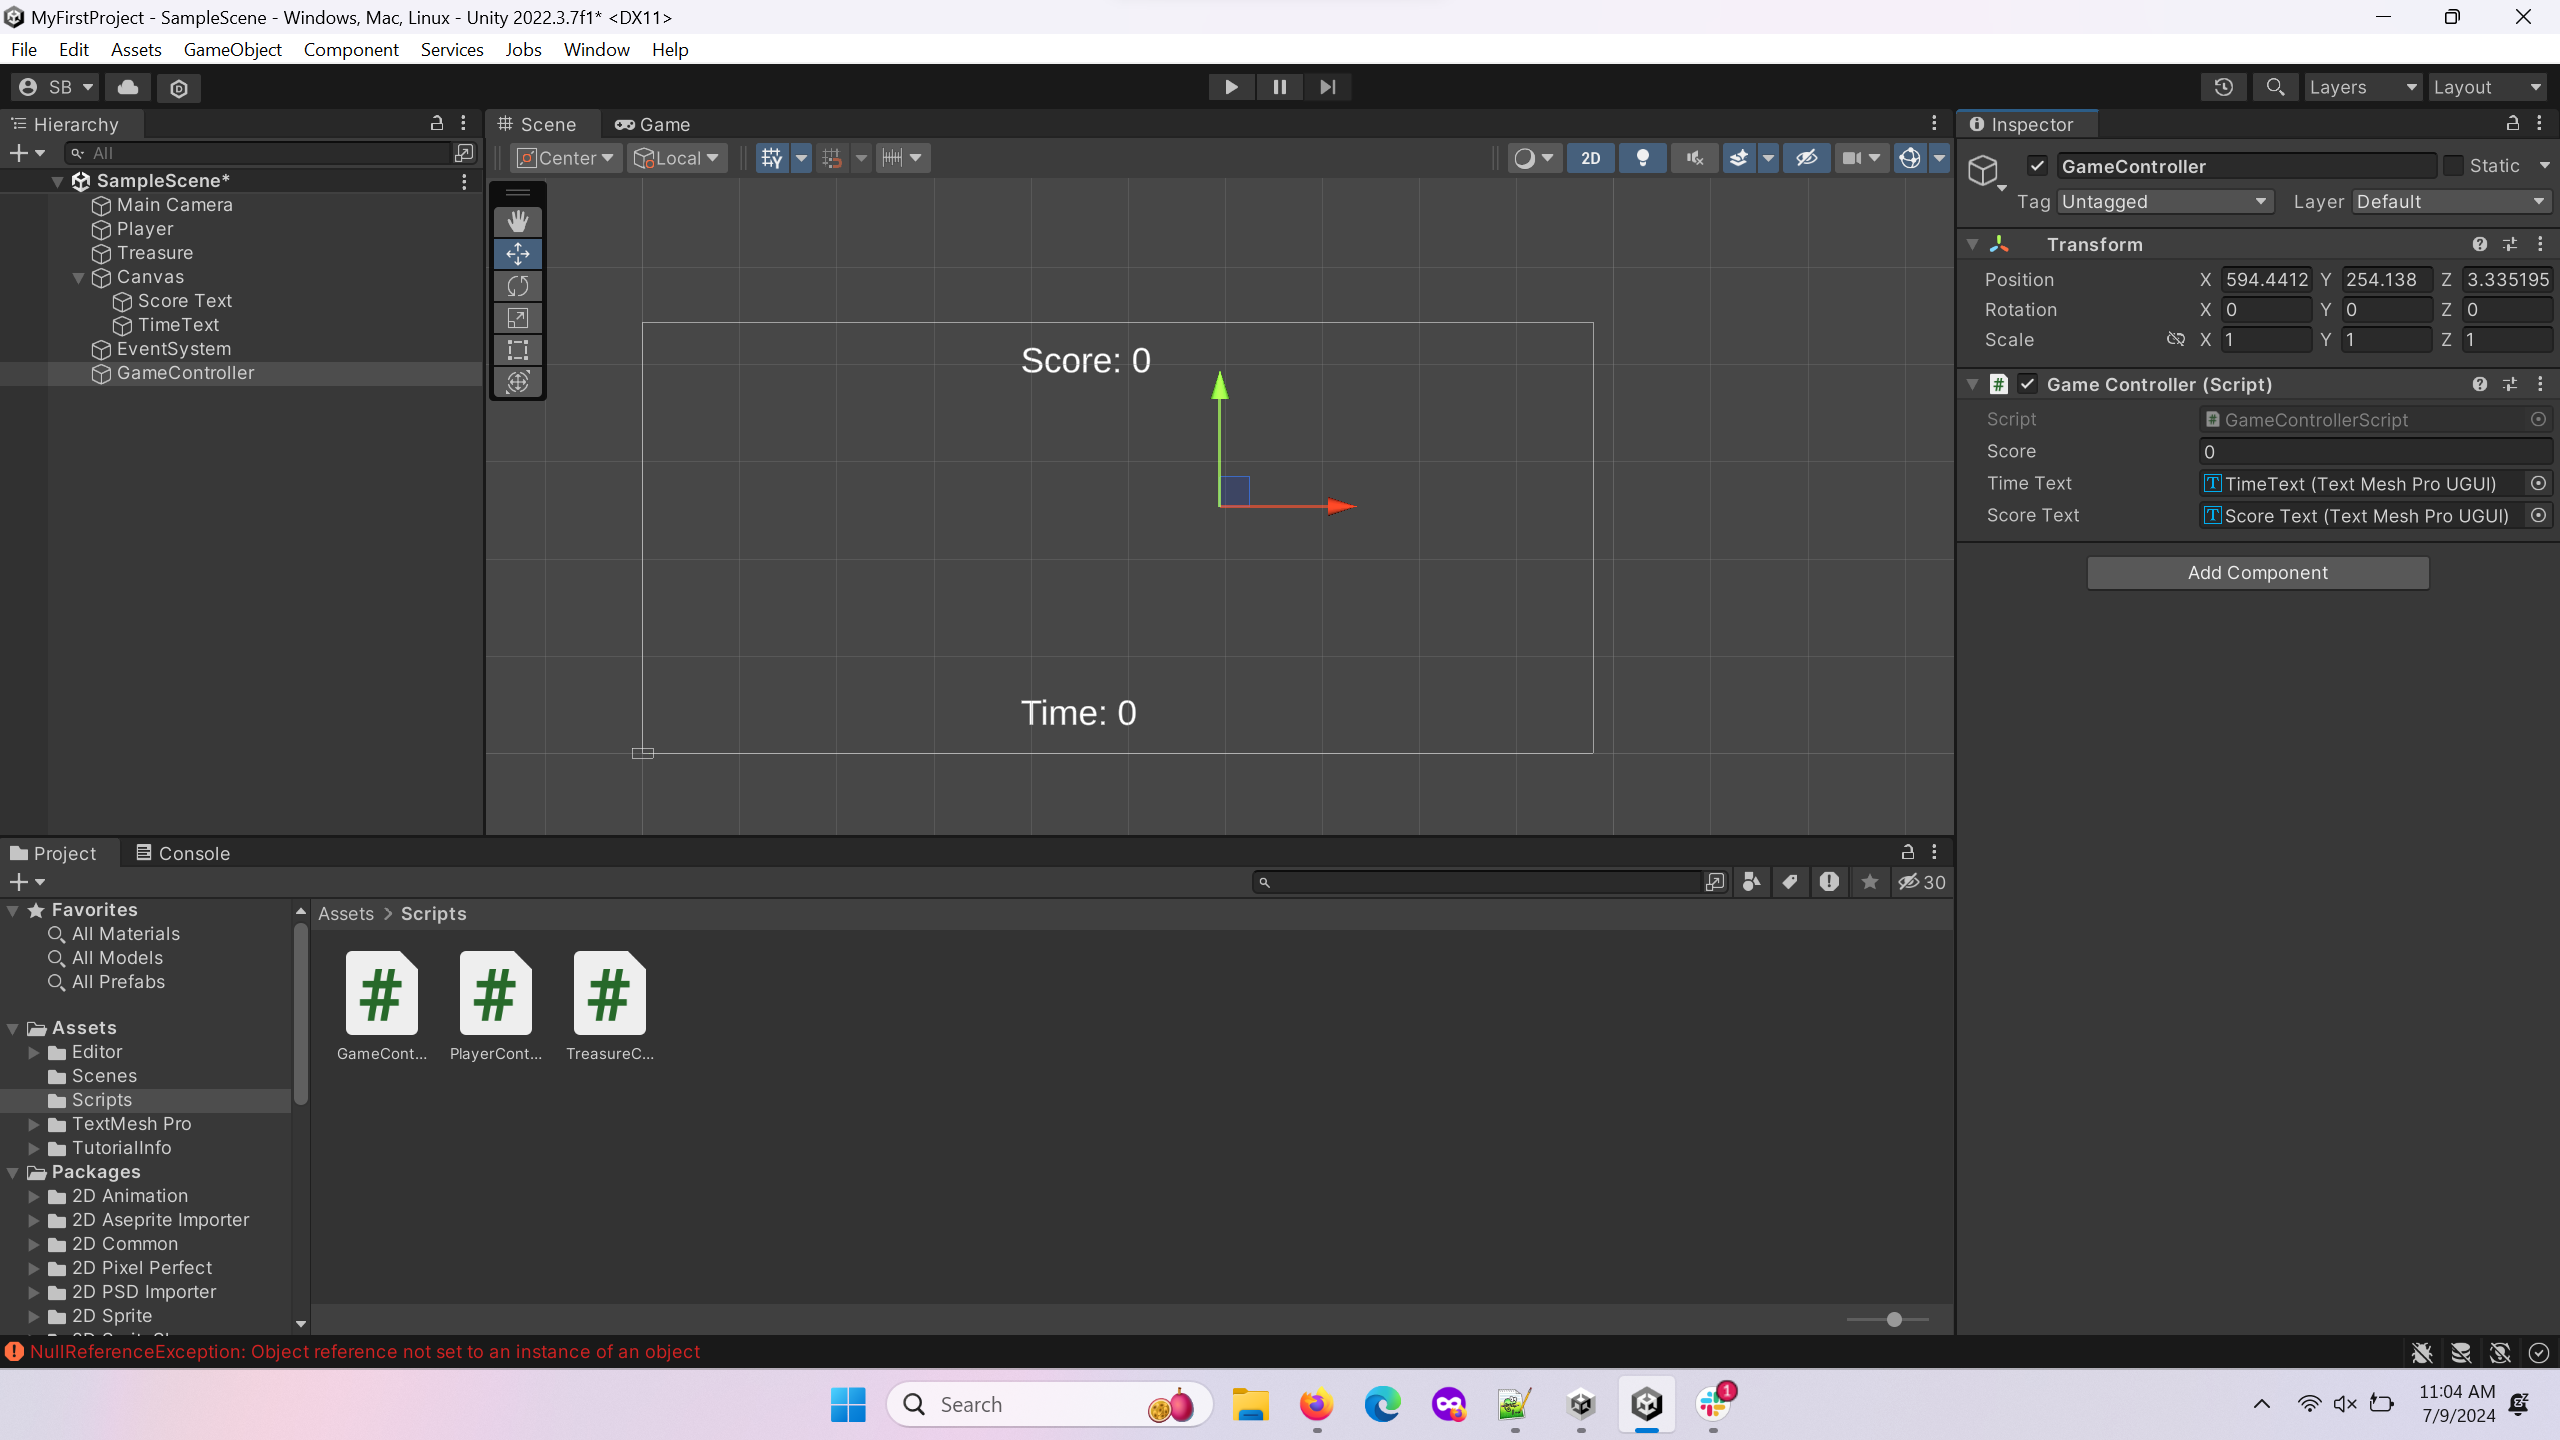 MyFirstProject - SampleScene - Windows, Mac, Linux - Unity 2022.3.7f1* <DX11>
File Edit Assets GameObject Component Services Jobs Window Help
SB Layers Layout
Hierarchy
All
SampleScene*
Main Camera
Player
Treasure
Canvas
Score Text
TimeText
EventSystem
GameController
Scene Game
Center Local 2D
Score: 0
Time: 0
Inspector
GameController Static
Tag Untagged Layer Default
Transform
Position X 594.4412 Y 254.138 Z 3.335195
Rotation X 0 Y 0 Z 0
Scale X 1 Y 1 Z 1
Game Controller (Script)
Script GameControllerScript
Score 0
Time Text TimeText (Text Mesh Pro UGUI)
Score Text Score Text (Text Mesh Pro UGUI)
Add Component
Project Console
30
Favorites
All Materials
All Models
All Prefabs
Assets
Editor
Scenes
Scripts
TextMesh Pro
TutorialInfo
Packages
2D Animation
2D Aseprite Importer
2D Common
2D Pixel Perfect
2D PSD Importer
2D Sprite
Assets > Scripts
GameCont... PlayerCont... TreasureC...
NullReferenceException: Object reference not set to an instance of an object
Search
1
11:04 AM
7/9/2024